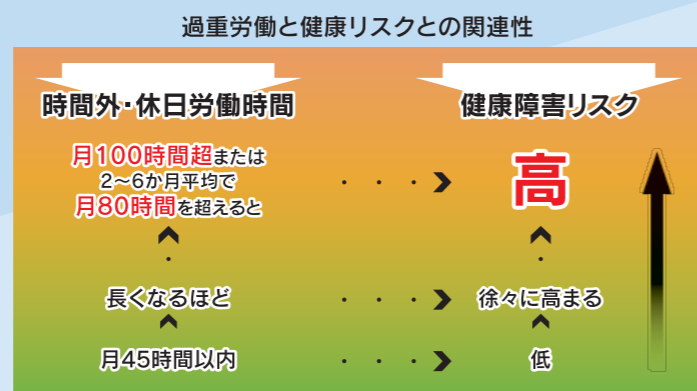 過重労働と健康リスクとの関連性
時間外・休日労働時間
健康障害リスク
月100時間超または
2〜6か月平均で
月80時間を超えると
高
長くなるほど
徐々に高まる
月45時間以内
低